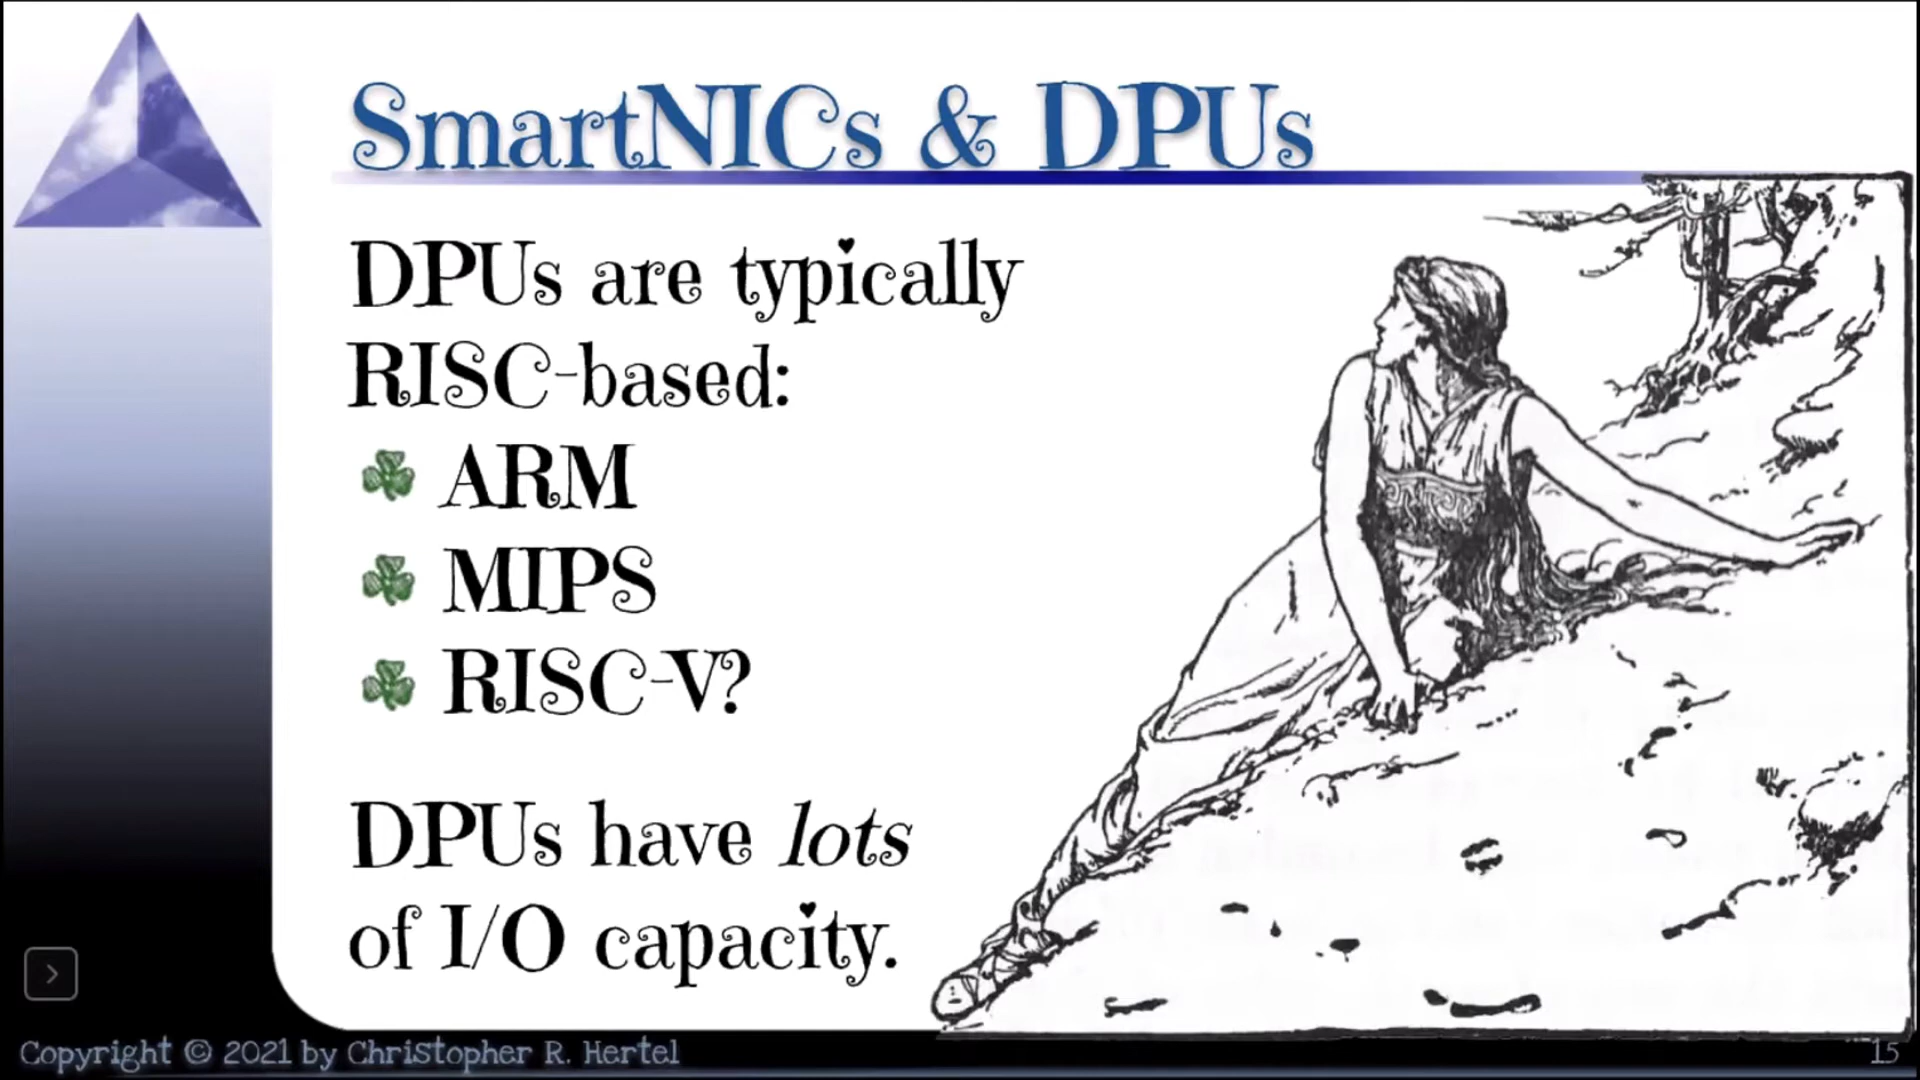 SmartNICs & DPUs
DPUs are typically
RISC-based:
ARM
MIPS
RISC-V?
DPUs have lots
of I/O capacity.
Copyright © 2021 by Christopher R. Hertel
15